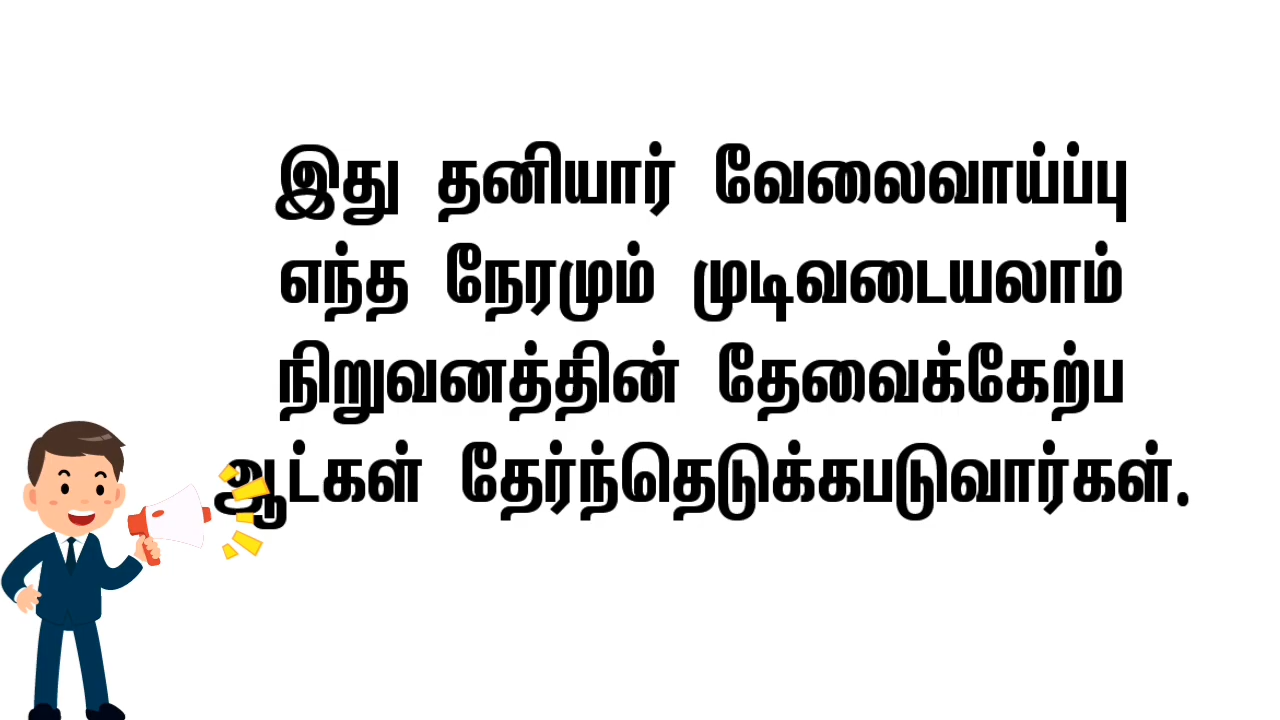 இது தனியார் வேலைவாய்ப்பு
எந்த நேரமும் முடிவடையலாம்
நிறுவனத்தின் தேவைக்கேற்ப
ஆட்கள் தேர்ந்தெடுக்கபடுவார்கள்.